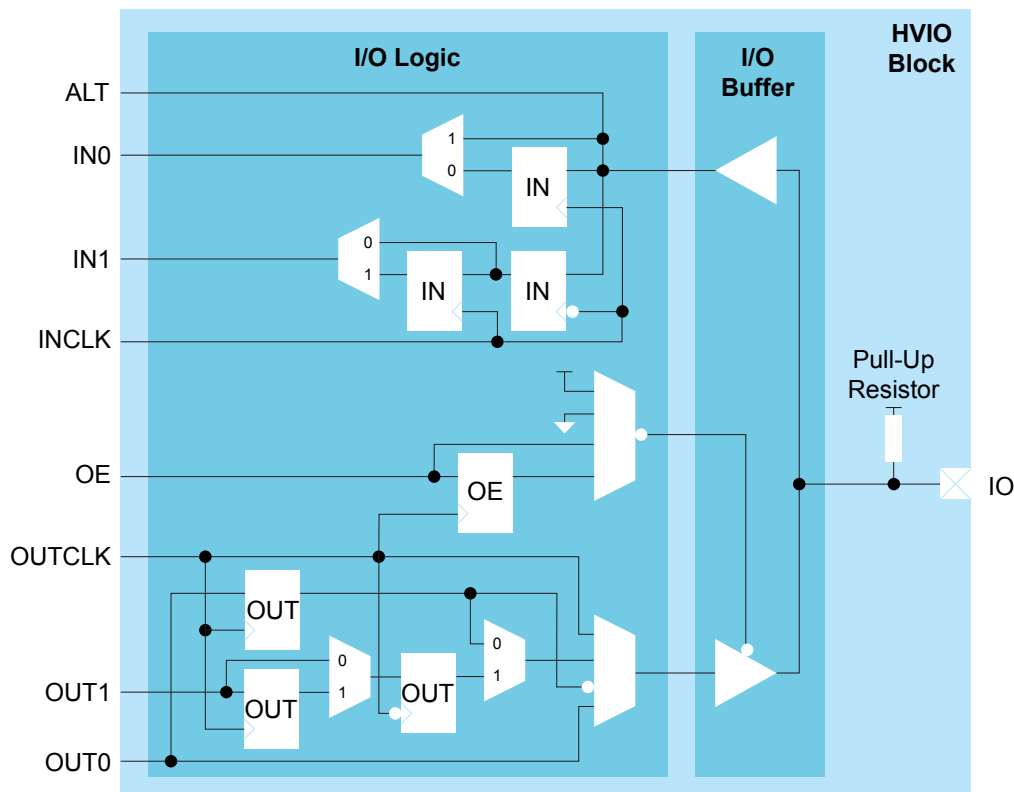 HVIO
Block
I/O Logic
I/O
Buffer
ALT
IN0
1
0
IN
IN1
0
1
IN
IN
INCLK
Pull-Up
Resistor
OE
OE
IO
OUTCLK
OUT
0
1
OUT1
0
1
OUT
OUT
OUT0